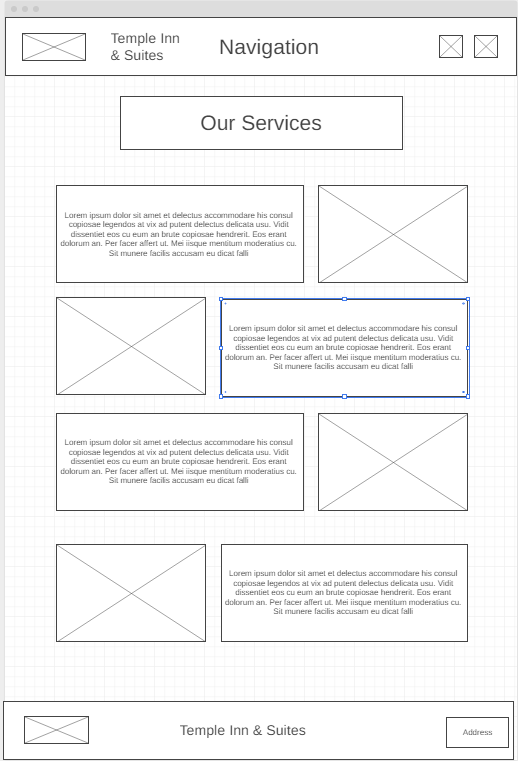 Temple Inn
& Suites
Navigation
Our Services
Lorem ipsum dolor sit amet et delectus accommodare his consul
copiosae legendos at vix ad putent delectus delicata usu. Vidit
dissentiet eos cu eum an brute copiosae hendrerit. Eos erant
dolorum an. Per facer affert ut. Mei iisque mentitum moderatius cu.
Sit munere facilis accusam eu dicat falli
Lorem ipsum dolor sit amet et delectus accommodare his consul
copiosae legendos at vix ad putent delectus delicata usu. Vidit
dissentiet eos cu eum an brute copiosae hendrerit. Eos erant
dolorum an. Per facer affert ut. Mei iisque mentitum moderatius cu.
Sit munere facilis accusam eu dicat falli
Lorem ipsum dolor sit amet et delectus accommodare his consul
copiosae legendos at vix ad putent delectus delicata usu. Vidit
dissentiet eos cu eum an brute copiosae hendrerit. Eos erant
dolorum an. Per facer affert ut. Mei iisque mentitum moderatius cu.
Sit munere facilis accusam eu dicat falli
Lorem ipsum dolor sit amet et delectus accommodare his consul
copiosae legendos at vix ad putent delectus delicata usu. Vidit
dissentiet eos cu eum an brute copiosae hendrerit. Eos erant
dolorum an. Per facer affert ut. Mei iisque mentitum moderatius cu.
Sit munere facilis accusam eu dicat falli
Temple Inn & Suites
Address